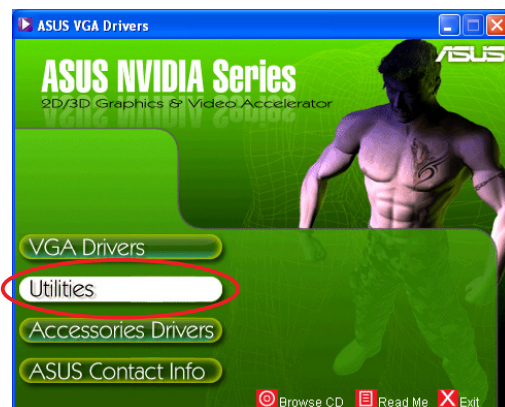 ASUS VGA Drivers
ASUS
ASUS NVIDIA Series
2D/3D Graphics & Video Accelerator
VGA Drivers
Utilities
Accessories Drivers
ASUS Contact Info
Browse CD Read Me Exit